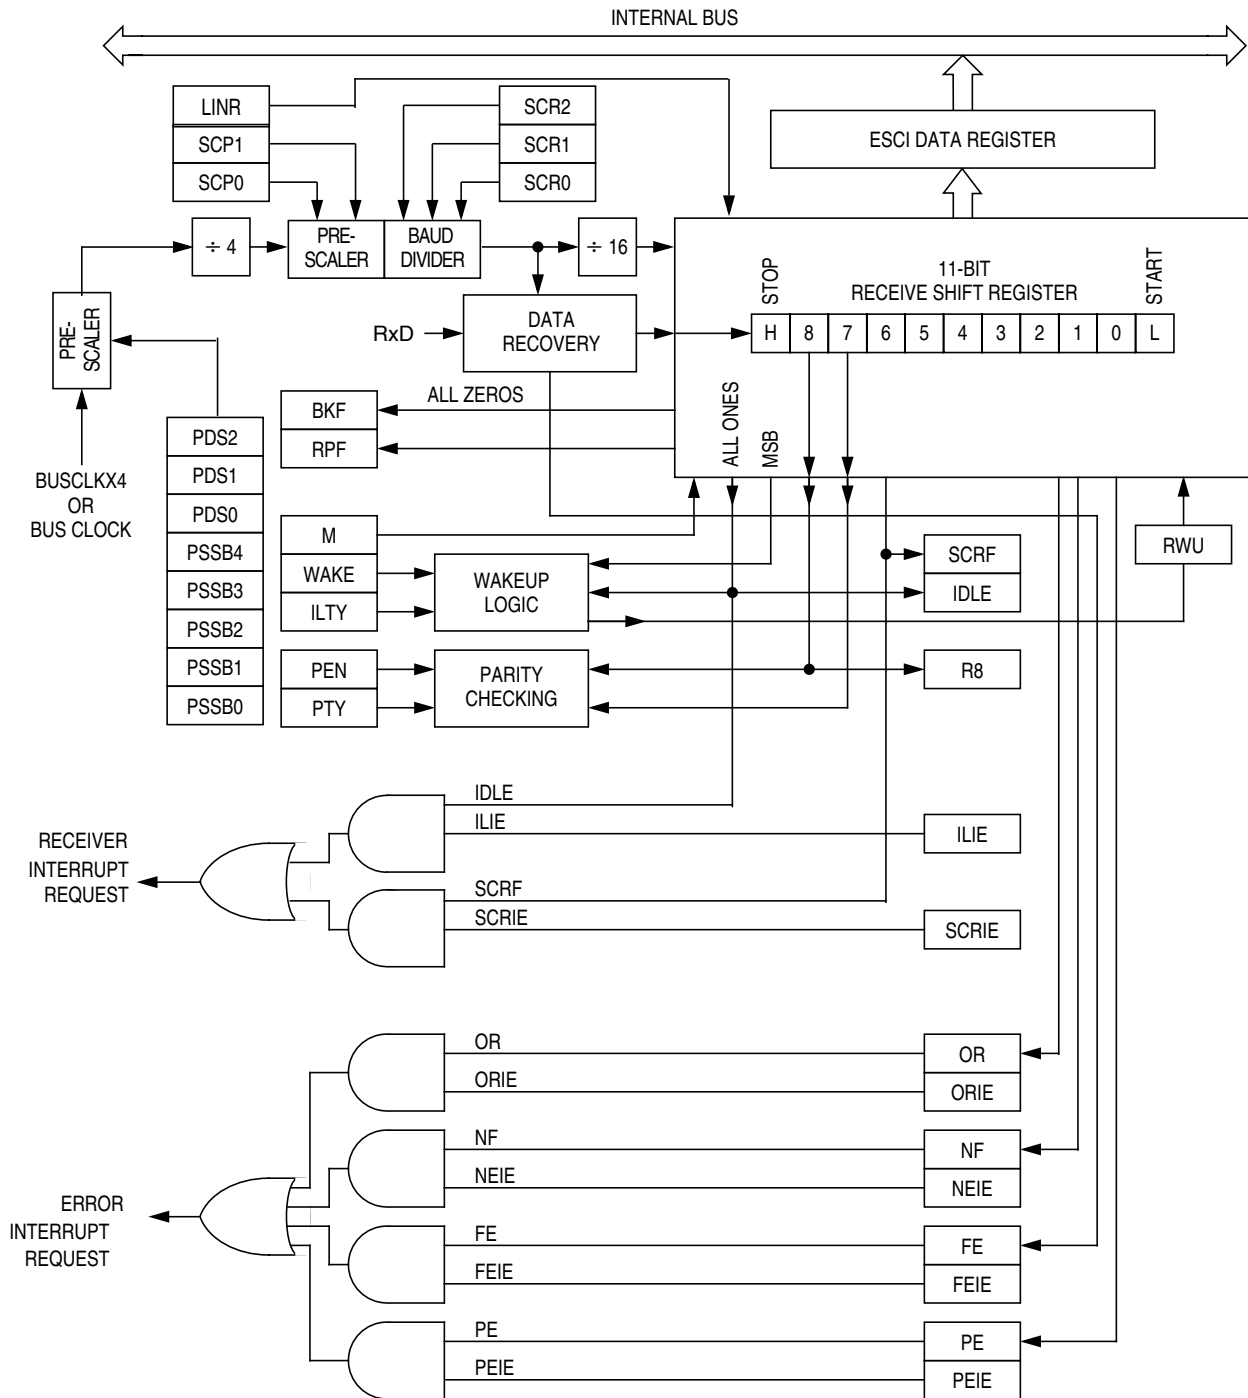 INTERNAL BUS
LINR
SCP1
SCP0
SCR2
SCR1
SCR0
ESCI DATA REGISTER
÷ 4
PRE-
SCALER
BAUD
DIVIDER
÷ 16
PRE-
SCALER
RxD
DATA
RECOVERY
STOP
11-BIT
RECEIVE SHIFT REGISTER
START
H 8 7 6 5 4 3 2 1 0 L
ALL ZEROS
BKF
RPF
ALL ONES
MSB
BUSCLKX4
OR
BUS CLOCK
PDS2
PDS1
PDS0
PSSB4
PSSB3
PSSB2
PSSB1
PSSB0
M
WAKE
ILTY
WAKEUP
LOGIC
SCRF
IDLE
RWU
PEN
PTY
PARITY
CHECKING
R8
RECEIVER
INTERRUPT
REQUEST
IDLE
ILIE
ILIE
SCRF
SCRIE
SCRIE
ERROR
INTERRUPT
REQUEST
OR
OR
ORIE
ORIE
NF
NF
NEIE
NEIE
FE
FE
FEIE
FEIE
PE
PE
PEIE
PEIE